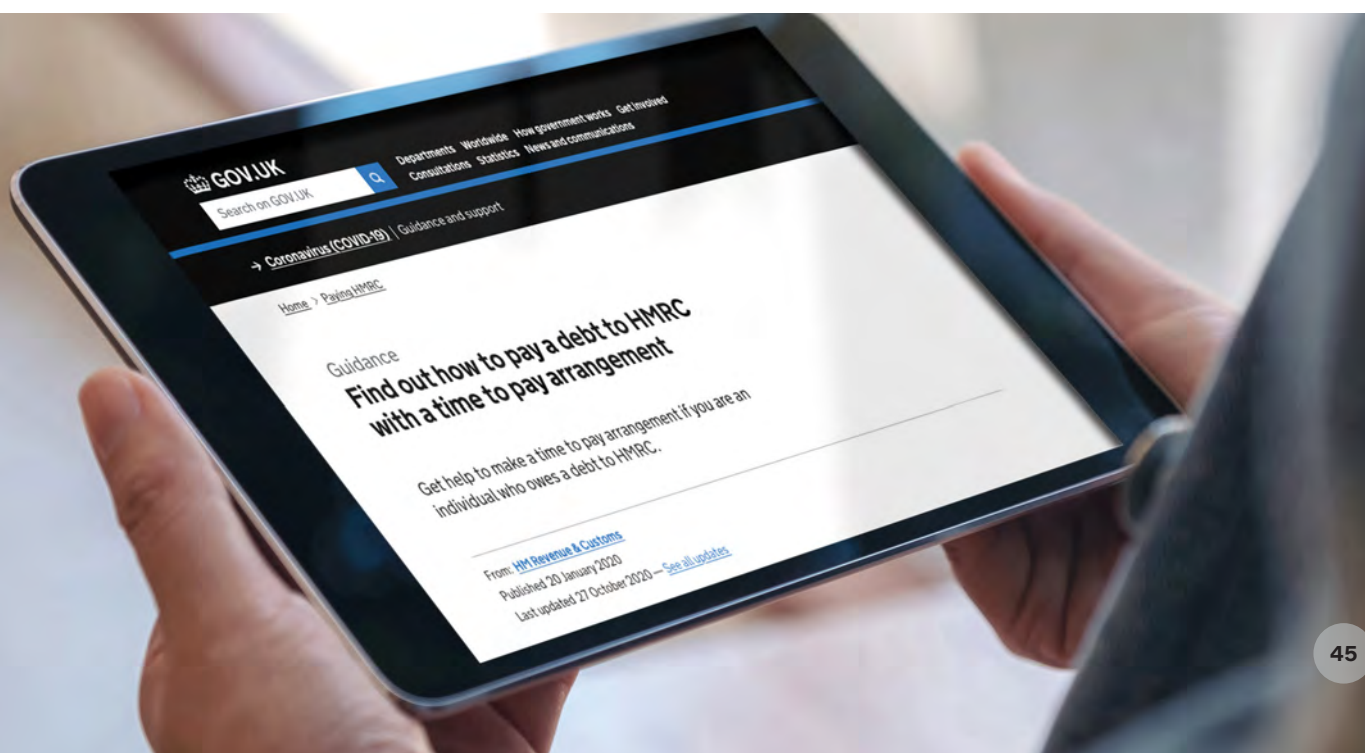 GOV.UK
Departments Worldwide How government works Get involved
Search on GOV.UK
Consultations Statistics News and communications
→ Coronavirus (COVID-19) | Guidance and support
Home > Paying HMRC
Guidance
Find out how to pay a debt to HMRC
with a time to pay arrangement
Get help to make a time to pay arrangement if you are an
individual who owes a debt to HMRC.
From: HM Revenue & Customs
Published 20 January 2020
Last updated 27 October 2020 — See all updates
45